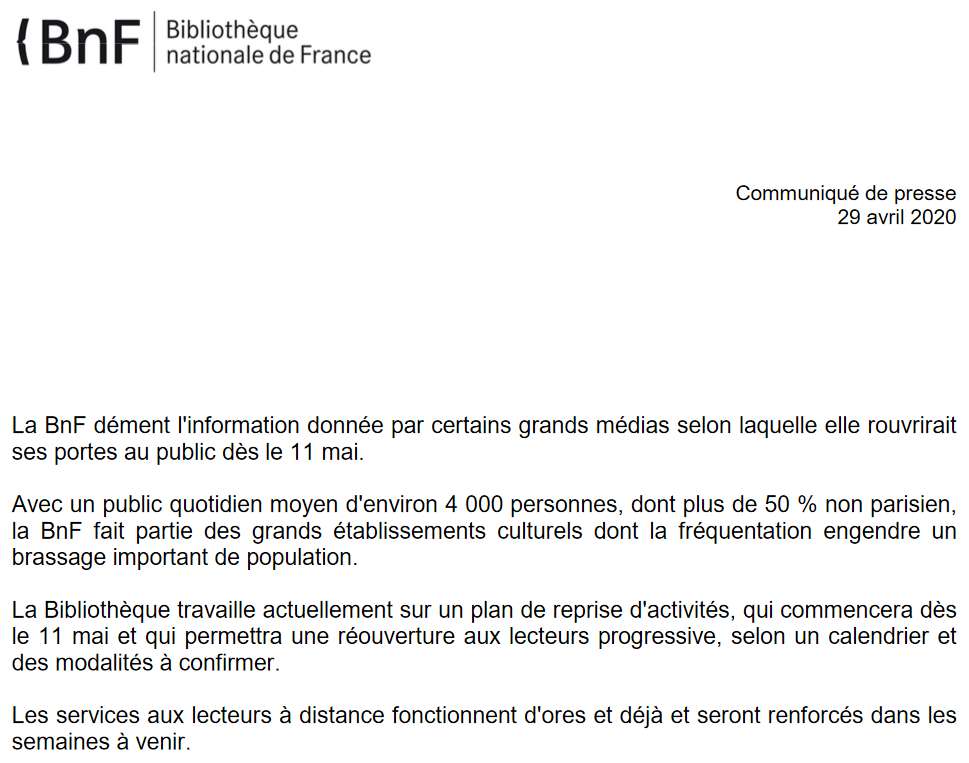 {BnF
Bibliothèque
nationale de France
Communiqué de presse
29 avril 2020
La BnF dément l'information donnée par certains grands médias selon laquelle elle rouvrirait
ses portes au public dès le 11 mai.
Avec un public quotidien moyen d'environ 4 000 personnes, dont plus de 50 % non parisien,
la BnF fait partie des grands établissements culturels dont la fréquentation engendre un
brassage important de population.
La Bibliothèque travaille actuellement sur un plan de reprise d'activités, qui commencera dès
le 11 mai et qui permettra une réouverture aux lecteurs progressive, selon un calendrier et
des modalités à confirmer.
Les services aux lecteurs à distance fonctionnent d'ores et déjà et seront renforcés dans les
semaines à venir.